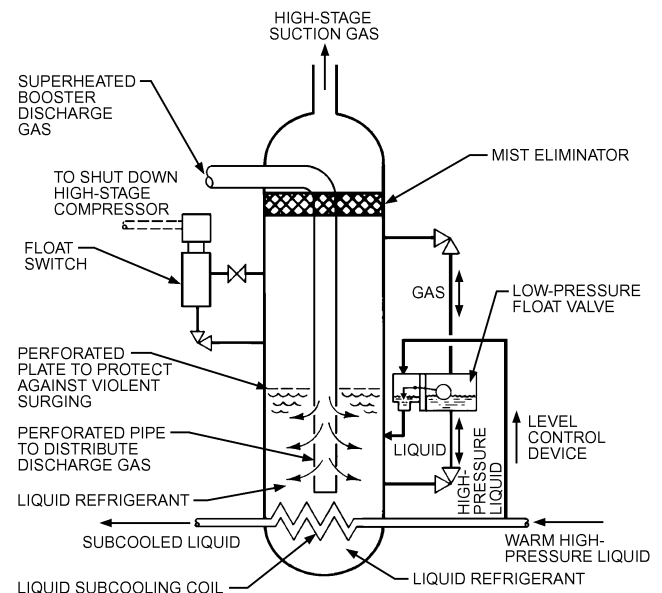 HIGH-STAGE
SUCTION GAS
SUPERHEATED
BOOSTER
DISCHARGE
GAS
MIST ELIMINATOR
TO SHUT DOWN
HIGH-STAGE
COMPRESSOR
FLOAT
SWITCH
GAS
LOW-PRESSURE
FLOAT VALVE
PERFORATED
PLATE TO PROTECT
AGAINST VIOLENT
SURGING
PERFORATED PIPE
TO DISTRIBUTE
DISCHARGE GAS
LIQUID
HIGH-
PRESSURE
LIQUID
LEVEL
CONTROL
DEVICE
LIQUID REFRIGERANT
SUBCOOLED LIQUID
WARM HIGH-
PRESSURE LIQUID
LIQUID SUBCOOLING COIL
LIQUID REFRIGERANT